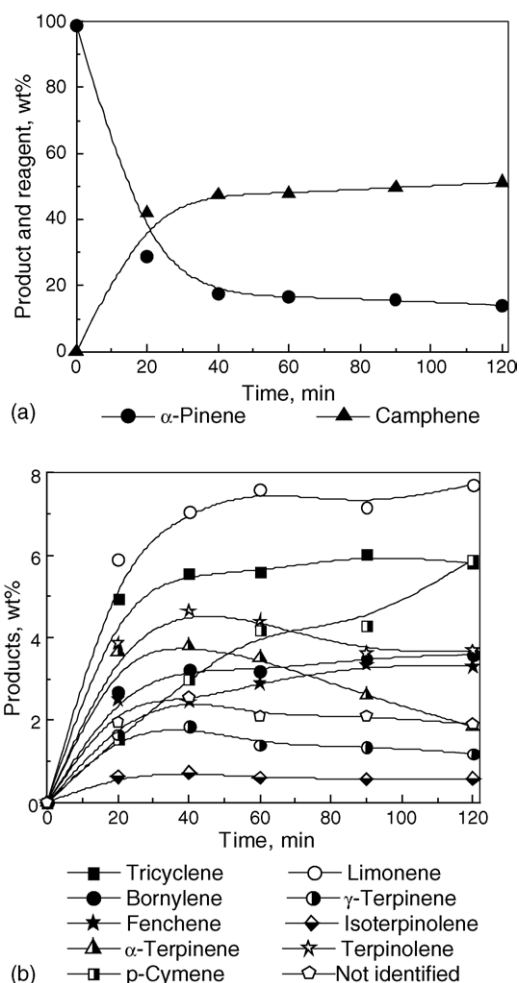 100
80
60
40
20
0
Product and reagent, wt%
0 20 40 60 80 100 120
Time, min
(a)
α-Pinene Camphene
8
6
4
2
0
Products, wt%
0 20 40 60 80 100 120
Time, min
Tricyclene Limonene
Bornylene γ-Terpinene
Fenchene Isoterpinolene
α-Terpinene Terpinolene
(b) p-Cymene Not identified